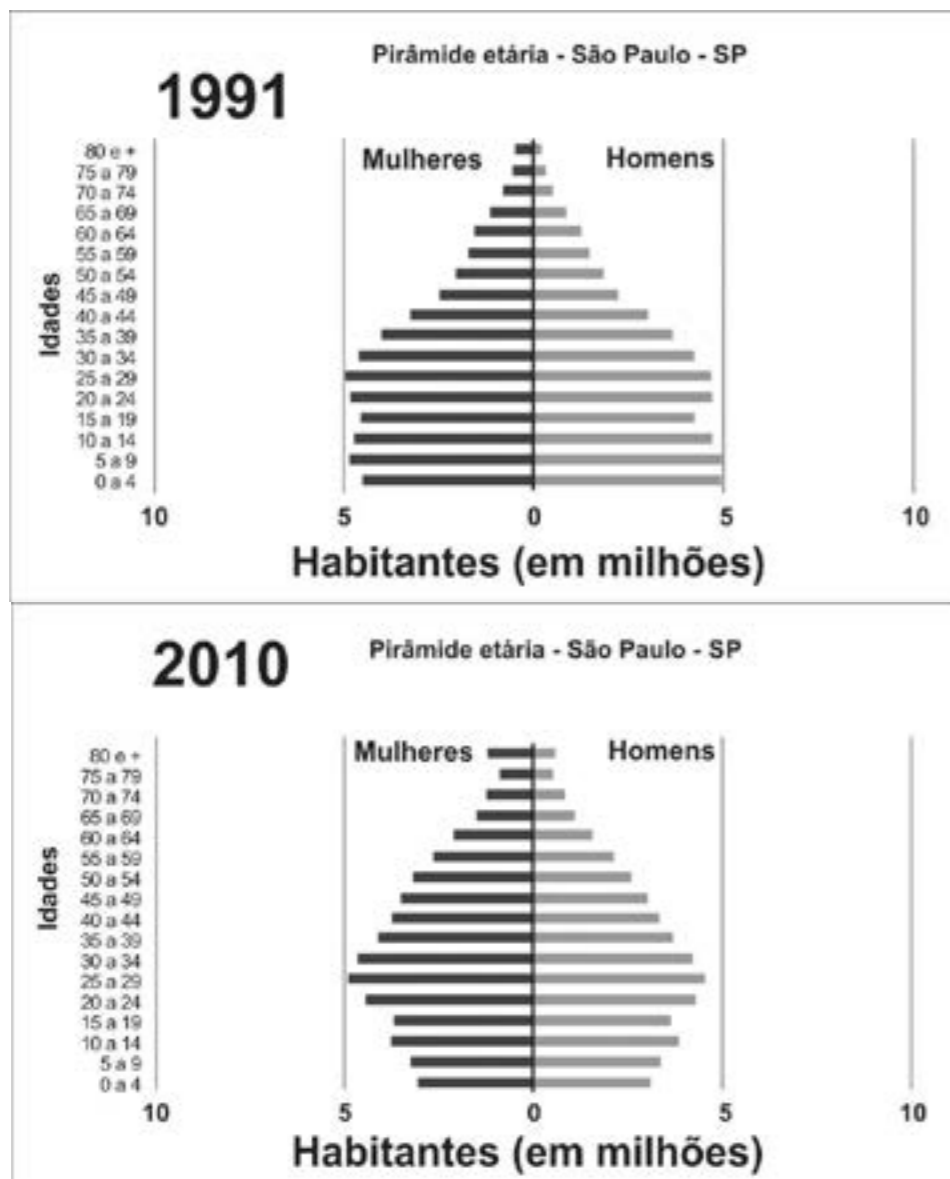 Pirâmide etária - São Paulo - SP
1991
Mulheres Homens
Idades
80 e +
75 a 79
70 a 74
65 a 69
60 a 64
55 a 59
50 a 54
45 a 49
40 a 44
35 a 39
30 a 34
25 a 29
20 a 24
15 a 19
10 a 14
5 a 9
0 a 4
10 5 0 5 10
Habitantes (em milhões)
2010
Pirâmide etária - São Paulo - SP
Mulheres Homens
Idades
80 e +
75 a 79
70 a 74
65 a 69
60 a 64
55 a 59
50 a 54
45 a 49
40 a 44
35 a 39
30 a 34
25 a 29
20 a 24
15 a 19
10 a 14
5 a 9
0 a 4
10 5 0 5 10
Habitantes (em milhões)